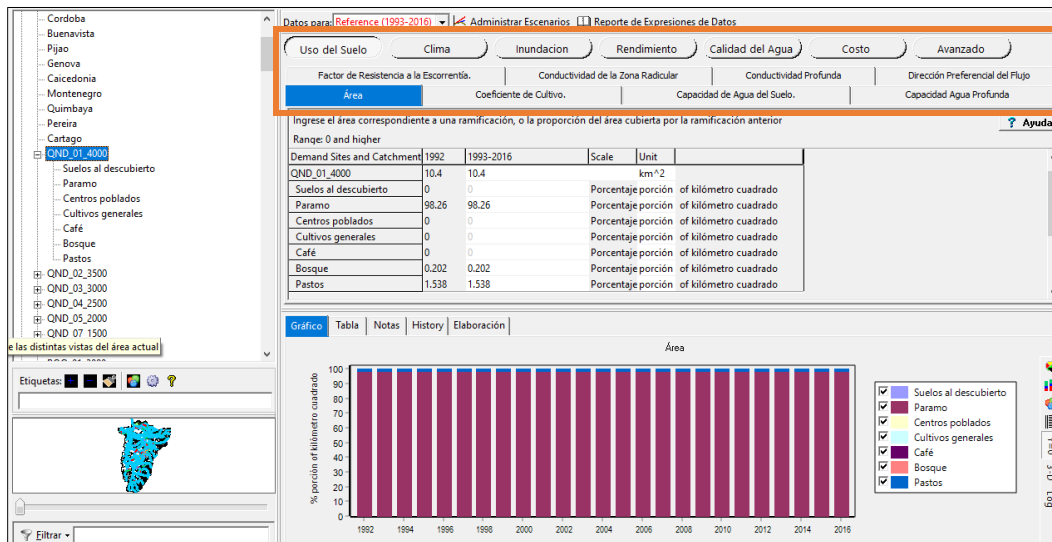 Cordoba
Buenavista
Pijao
Genova
Caicedonia
Montenegro
Quimbaya
Pereira
Cartago
QND_01_4000
Suelos al descubierto
Paramo
Centros poblados
Cultivos generales
Café
Bosque
Pastos
QND_02_3500
QND_03_3000
QND_04_2500
QND_05_2000
QND_07_1500
e las distintas vistas del área actual
Etiquetas:
Filtrar
Datos para: Reference (1993-2016) Administrar Escenarios Reporte de Expresiones de Datos
Uso del Suelo Clima Inundacion Rendimiento Calidad del Agua Costo Avanzado
Factor de Resistencia a la Escorrentía. Conductividad de la Zona Radicular Conductividad Profunda Dirección Preferencial del Flujo
Área Coeficiente de Cultivo. Capacidad de Agua del Suelo. Capacidad Agua Profunda
Ingrese el área correspondiente a una ramificación, o la proporción del área cubierta por la ramificación anterior
? Ayuda
Range: 0 and higher
Demand Sites and Catchment 1992 1993-2016 Scale Unit
QND_01_4000 10.4 10.4 km^2
Suelos al descubierto 0 0 Porcentaje porción of kilómetro cuadrado
Paramo 98.26 98.26 Porcentaje porción of kilómetro cuadrado
Centros poblados 0 0 Porcentaje porción of kilómetro cuadrado
Cultivos generales 0 0 Porcentaje porción of kilómetro cuadrado
Café 0 0 Porcentaje porción of kilómetro cuadrado
Bosque 0.202 0.202 Porcentaje porción of kilómetro cuadrado
Pastos 1.538 1.538 Porcentaje porción of kilómetro cuadrado
Gráfico Tabla Notas History Elaboración
Área
% porción of kilómetro cuadrado
100
90
80
70
60
50
40
30
20
10
0
1992 1994 1996 1998 2000 2002 2004 2006 2008 2010 2012 2014 2016
Suelos al descubierto
Paramo
Centros poblados
Cultivos generales
Café
Bosque
Pastos
3-D
Log